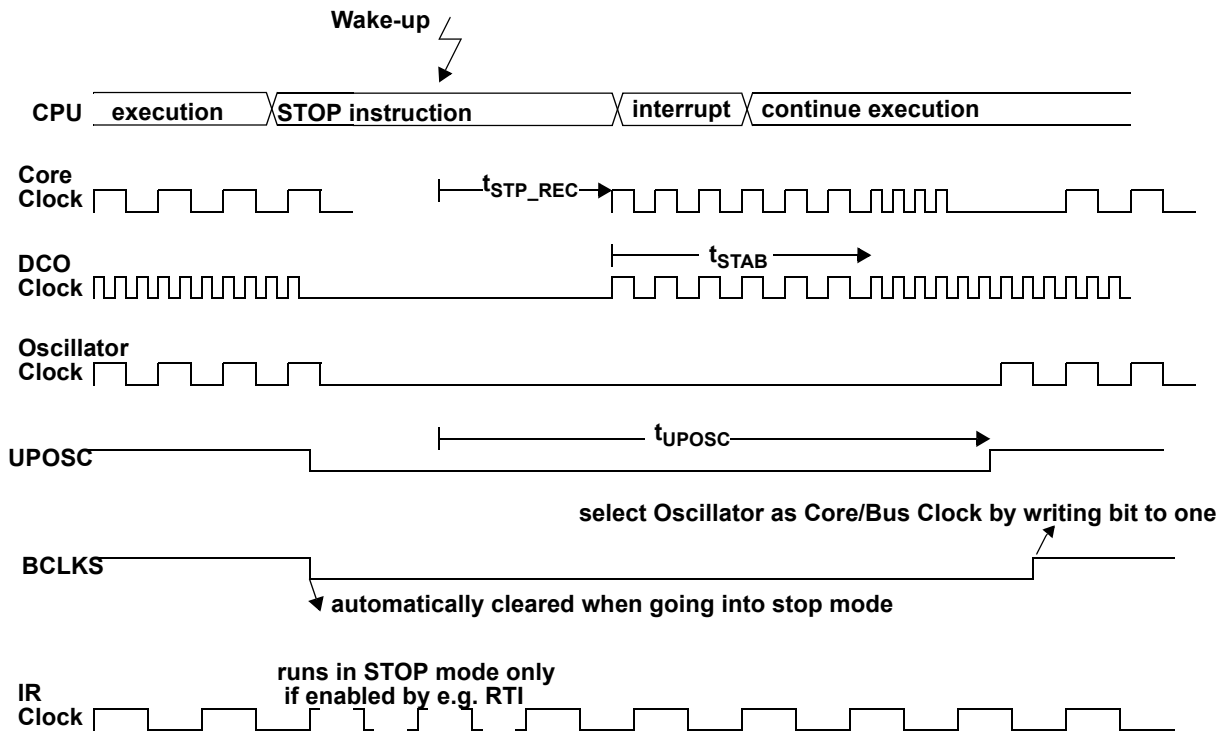 Wake-up
CPU execution STOP instruction interrupt continue execution
Core
Clock
tSTP_REC
DCO
Clock
tSTAB
Oscillator
Clock
tUPOSC
UPOSC
select Oscillator as Core/Bus Clock by writing bit to one
BCLKS
automatically cleared when going into stop mode
runs in STOP mode only
if enabled by e.g. RTI
IR
Clock